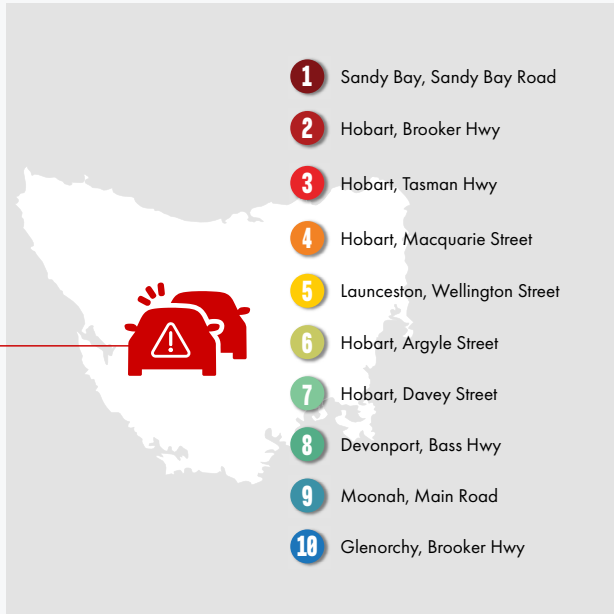 1 Sandy Bay, Sandy Bay Road
2 Hobart, Brooker Hwy
3 Hobart, Tasman Hwy
4 Hobart, Macquarie Street
5 Launceston, Wellington Street
6 Hobart, Argyle Street
7 Hobart, Davey Street
8 Devonport, Bass Hwy
9 Moonah, Main Road
10 Glenorchy, Brooker Hwy